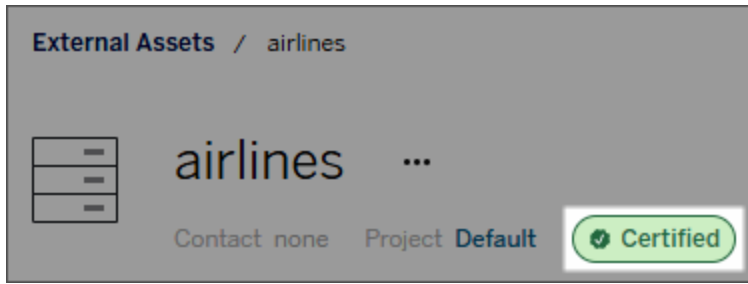 External Assets / airlines
airlines ...
Contact none Project Default Certified